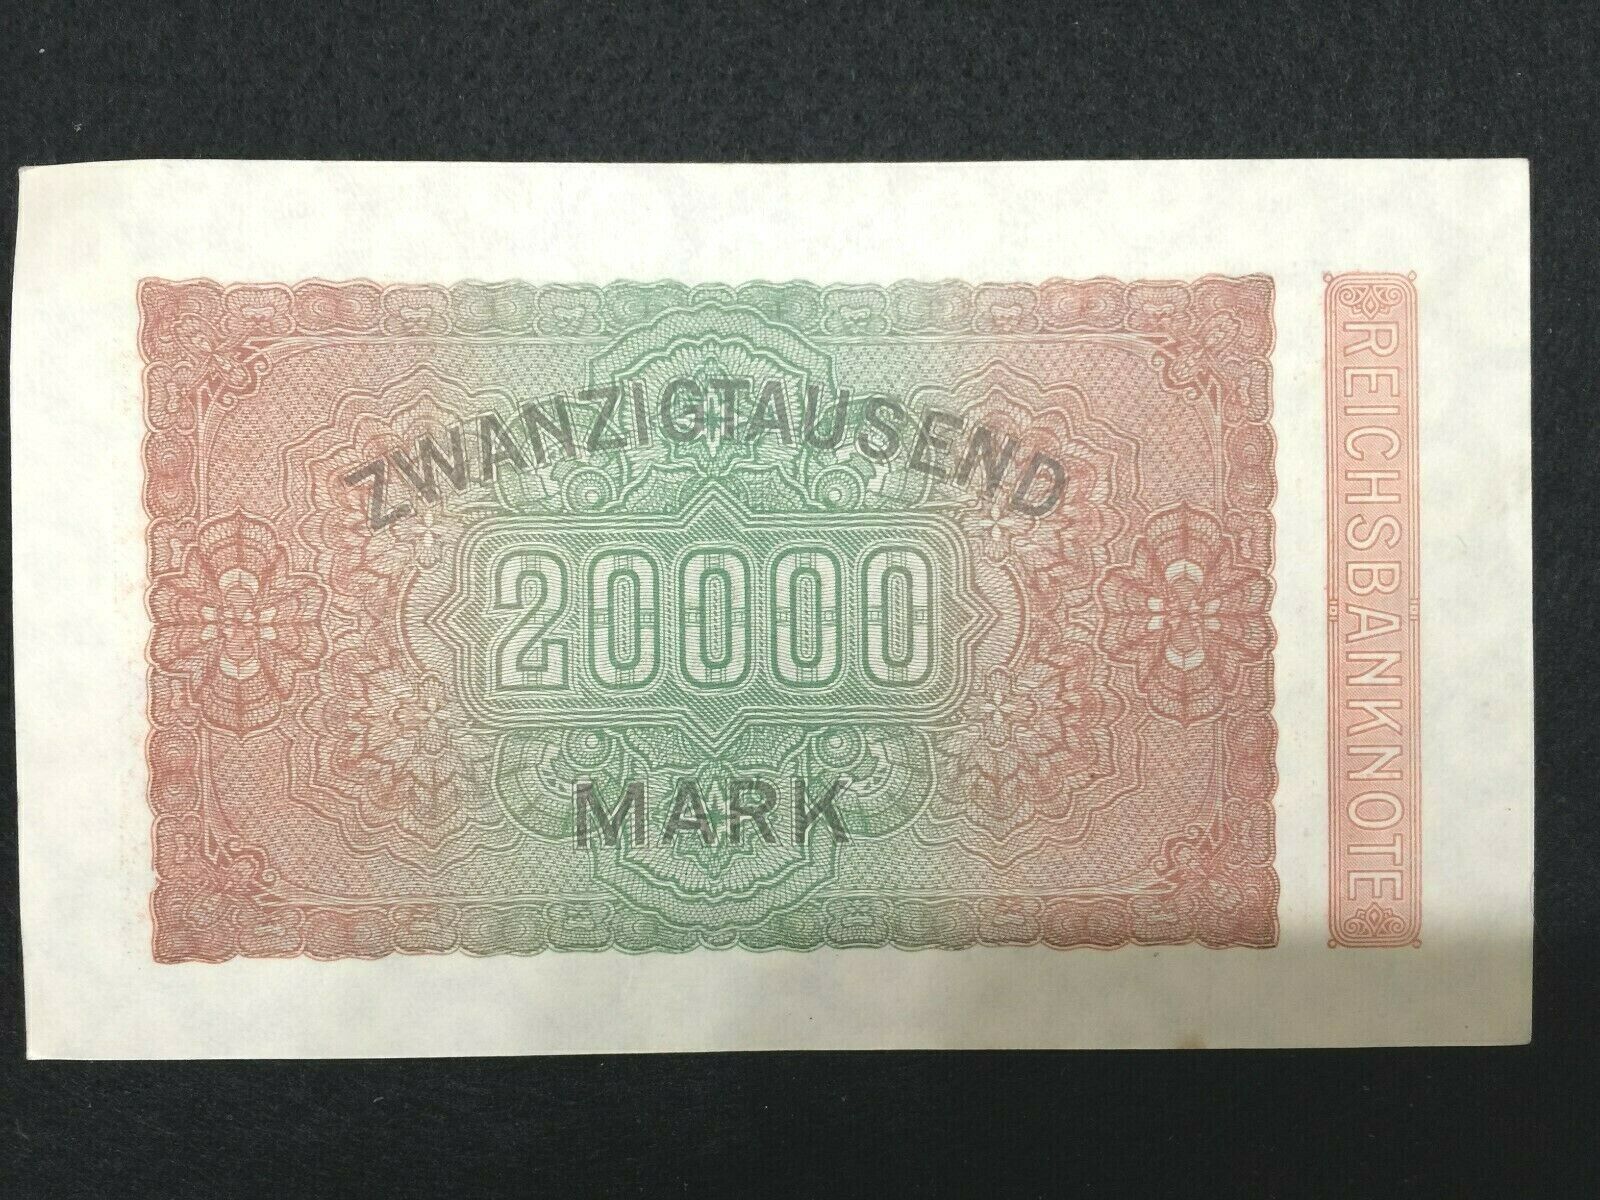 ZWANZIGTAUSEND
20000
MARK
REICHSBANKNOTE